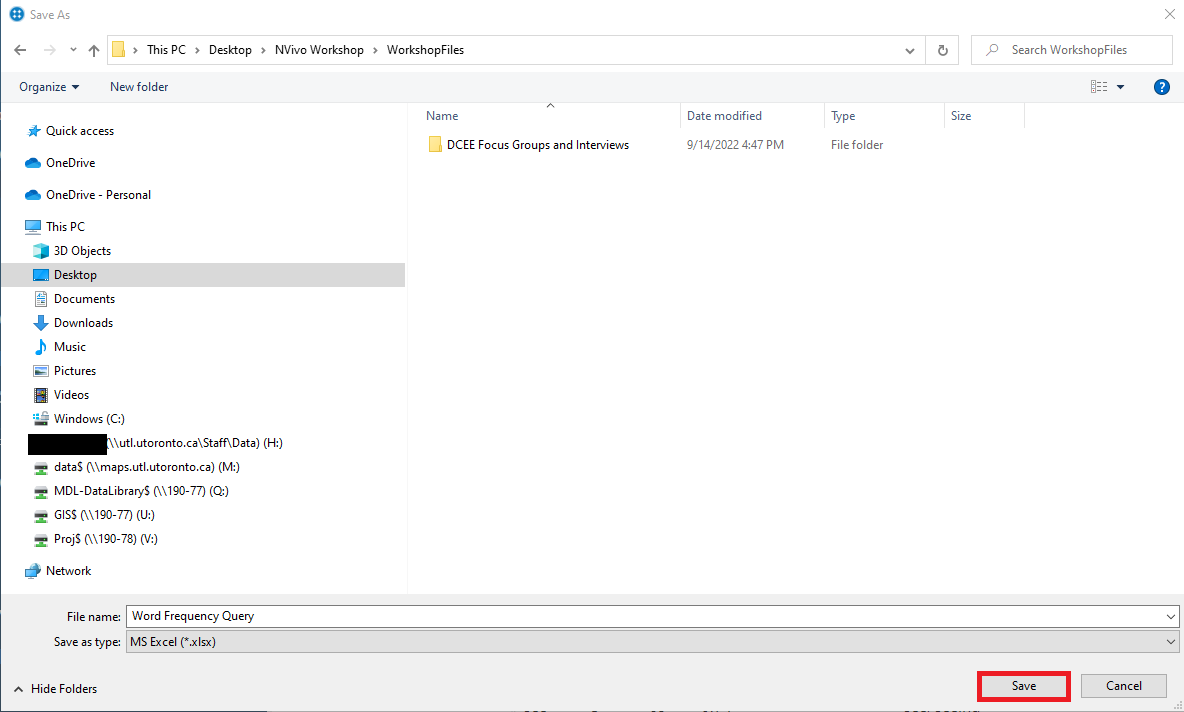 Save As
This PC > Desktop > NVivo Workshop > WorkshopFiles
Search WorkshopFiles
Organize
New folder
?
Name
Date modified
Type
Size
DCEE Focus Groups and Interviews
9/14/2022 4:47 PM
File folder
Quick access
OneDrive
OneDrive - Personal
This PC
3D Objects
Desktop
Documents
Downloads
Music
Pictures
Videos
Windows (C:)
(\\utl.utoronto.ca\Staff\Data) (H:)
data$ (\\maps.utl.utoronto.ca) (M:)
MDL-DataLibrary$ (\\190-77) (Q:)
GIS$ (\\190-77) (U:)
Proj$ (\\190-78) (V:)
Network
File name: Word Frequency Query
Save as type: MS Excel (*.xlsx)
Hide Folders
Save
Cancel